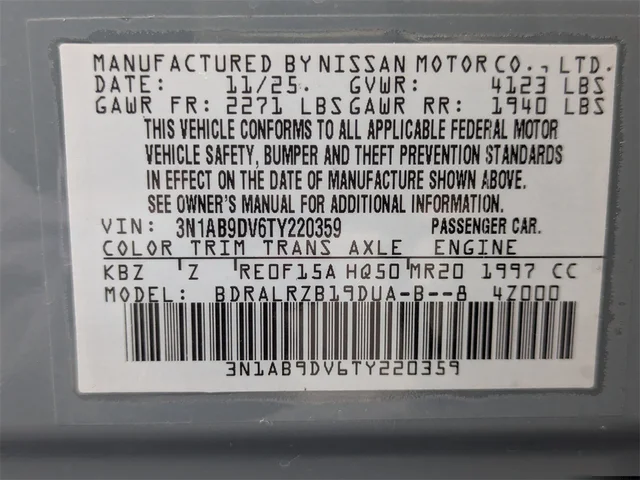 MANUFACTURED BY NISSAN MOTOR CO., LTD.
DATE: 11/25. GVWR: 4123 LBS
GAWR FR: 2271 LBS GAWR RR: 1940 LBS
THIS VEHICLE CONFORMS TO ALL APPLICABLE FEDERAL MOTOR
VEHICLE SAFETY, BUMPER AND THEFT PREVENTION STANDARDS
IN EFFECT ON THE DATE OF MANUFACTURE SHOWN ABOVE.
SEE OWNER'S MANUAL FOR ADDITIONAL INFORMATION.
VIN: 3N1AB9DV6TY220359 PASSENGER CAR.
COLOR TRIM TRANS AXLE ENGINE
KBZ Z RE0F15A HQ50 MR20 1997 CC
MODEL: BDRALRZB19DUA-B--8 4Z000
3N1AB9DV6TY220359